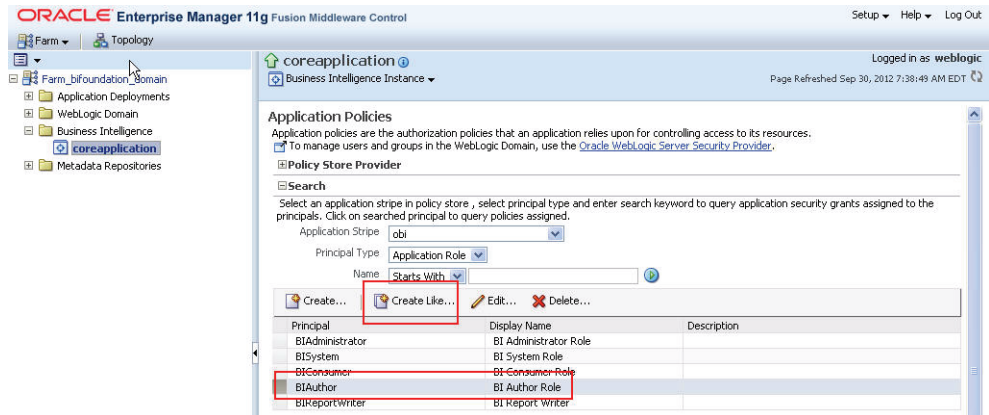 ORACLE Enterprise Manager 11g Fusion Middleware Control
Setup Help Log Out
Farm Topology
Farm_bifoundation_domain
Application Deployments
WebLogic Domain
Business Intelligence
coreapplication
Metadata Repositories
coreapplication
Logged in as weblogic
Business Intelligence Instance
Page Refreshed Sep 30, 2012 7:38:49 AM EDT
Application Policies
Application policies are the authorization policies that an application relies upon for controlling access to its resources.
To manage users and groups in the WebLogic Domain, use the Oracle WebLogic Server Security Provider.
Policy Store Provider
Search
Select an application stripe in policy store , select principal type and enter search keyword to query application security grants assigned to the
principals. Click on searched principal to query policies assigned.
Application Stripe obi
Principal Type Application Role
Name Starts With
Create... Create Like... Edit... Delete...
Principal Display Name Description
BIAdministrator BI Administrator Role
BISystem BI System Role
BIConsumer BI Consumer Role
BIAuthor BI Author Role
BIReportWriter BI Report Writer